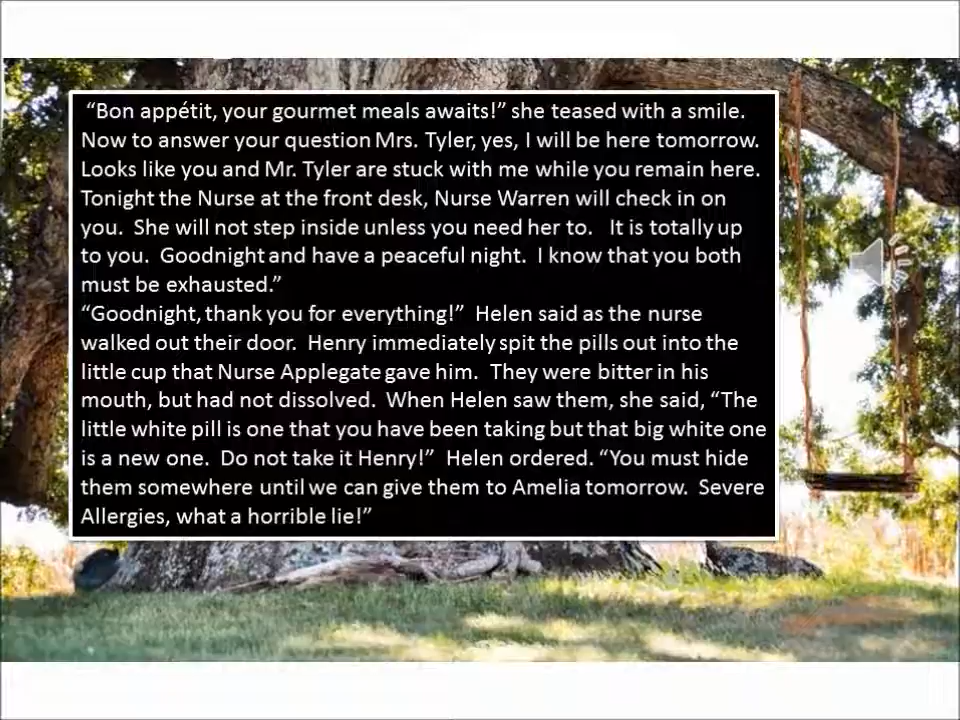 “Bon appétit, your gourmet meals awaits!” she teased with a smile.
Now to answer your question Mrs. Tyler, yes, I will be here tomorrow.
Looks like you and Mr. Tyler are stuck with me while you remain here.
Tonight the Nurse at the front desk, Nurse Warren will check in on
you.  She will not step inside unless you need her to.   It is totally up
to you.  Goodnight and have a peaceful night.  I know that you both
must be exhausted.”
“Goodnight, thank you for everything!”  Helen said as the nurse
walked out their door.  Henry immediately spit the pills out into the
little cup that Nurse Applegate gave him.  They were bitter in his
mouth, but had not dissolved.  When Helen saw them, she said, “The
little white pill is one that you have been taking but that big white one
is a new one.  Do not take it Henry!”  Helen ordered. “You must hide
them somewhere until we can give them to Amelia tomorrow.  Severe
Allergies, what a horrible lie!”